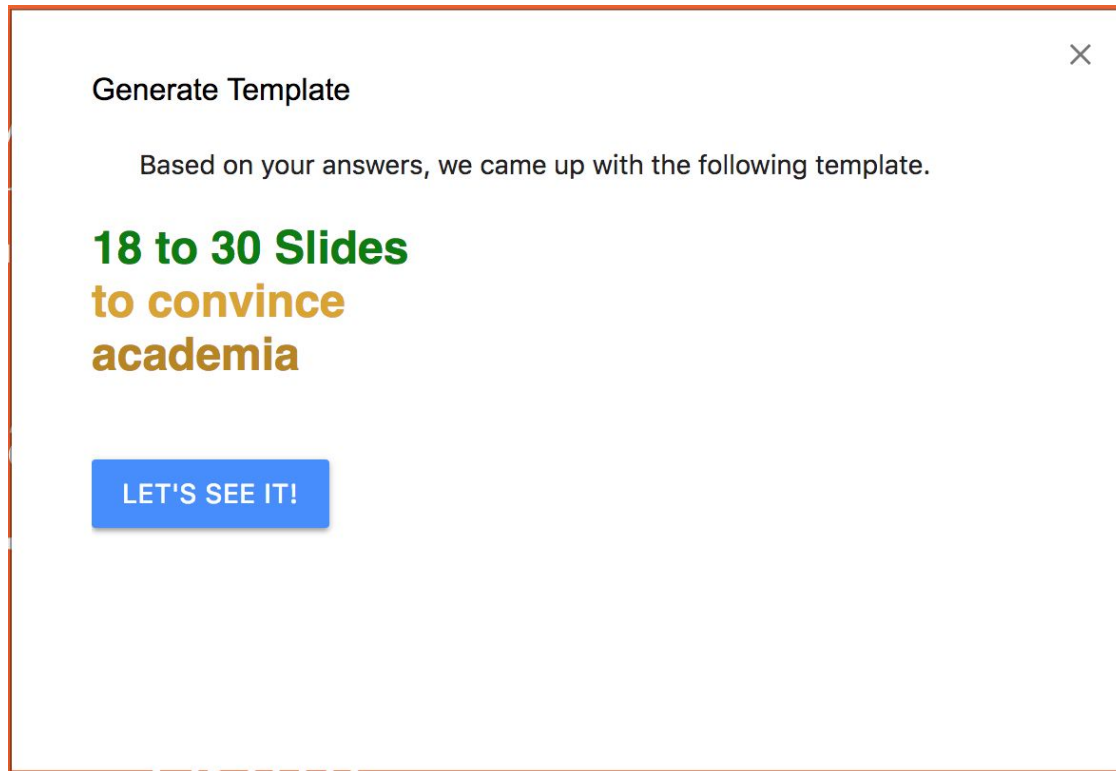 Generate Template
Based on your answers, we came up with the following template.
18 to 30 Slides
to convince
academia
LET'S SEE IT!